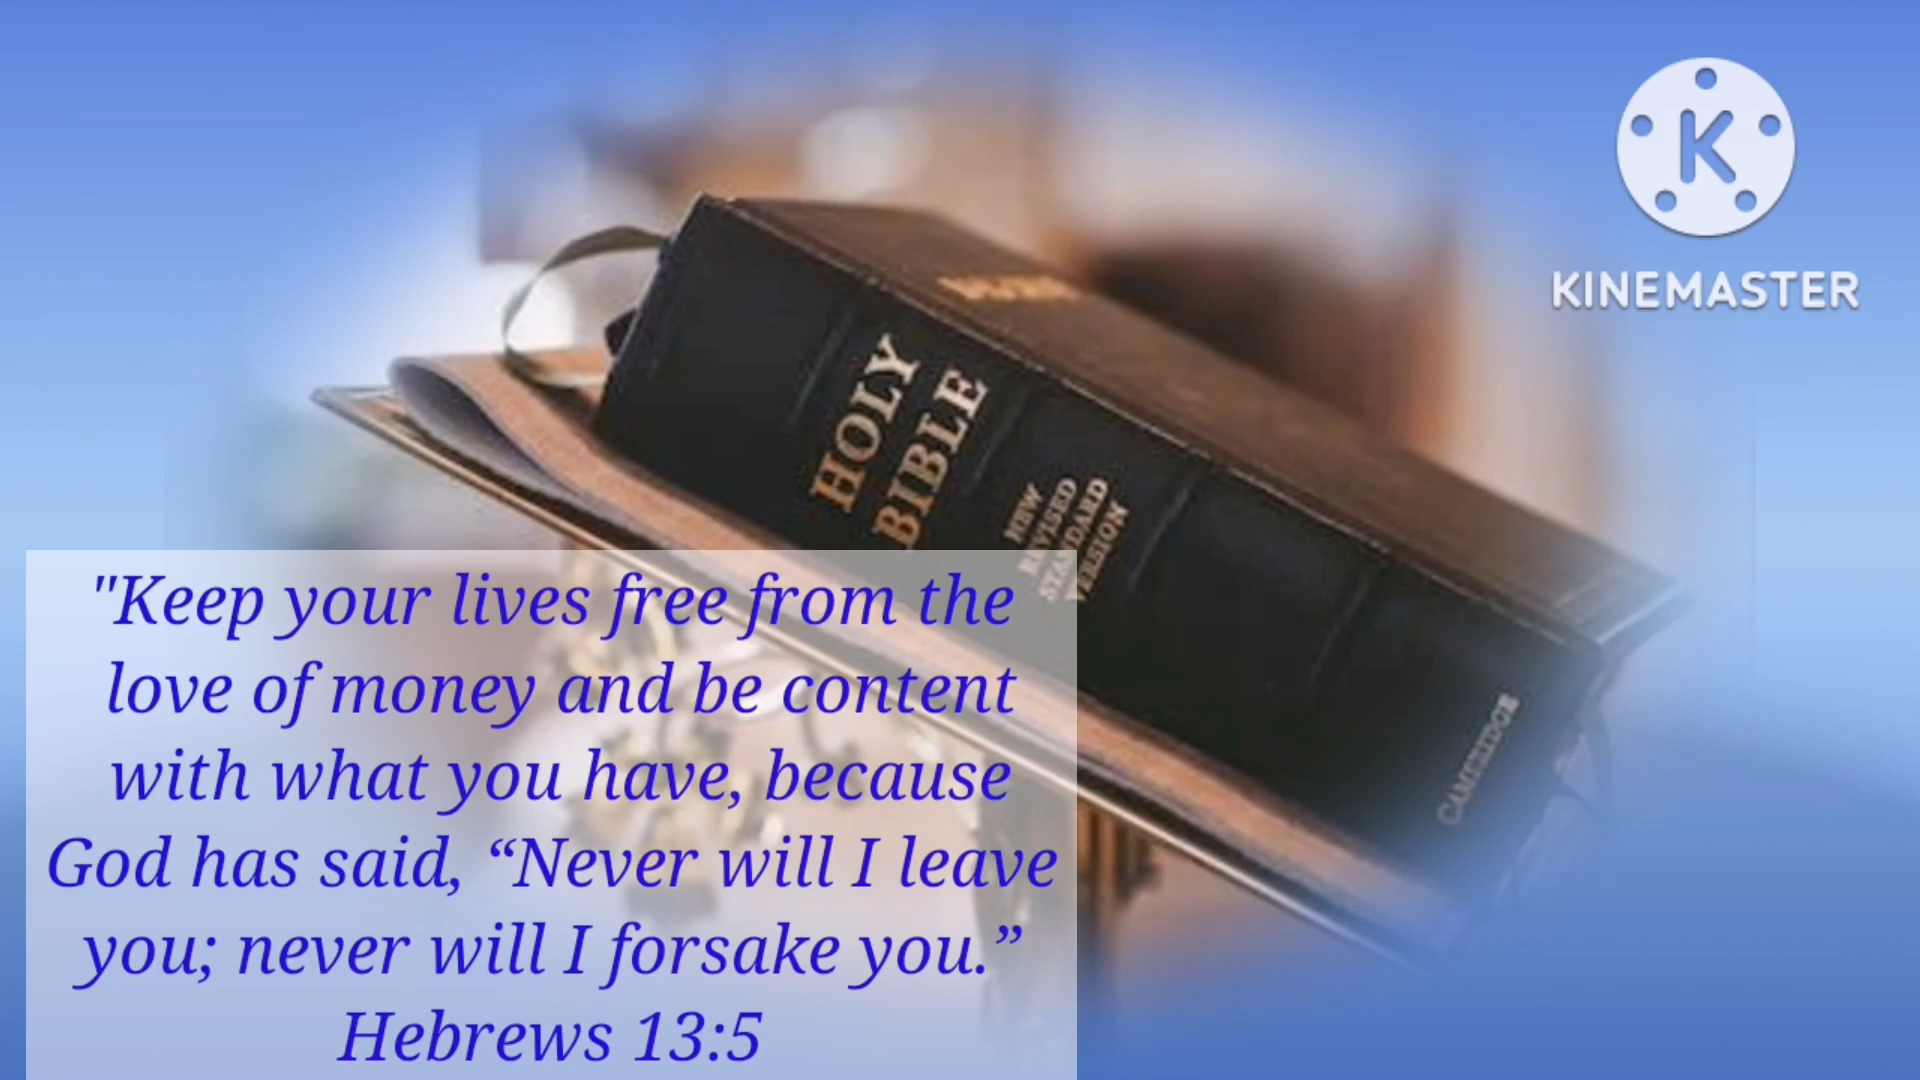 K
KINEMASTER
HOLY
BIBLE
NEW
REVISED
STANDARD
VERSION
CAMBRIDGE
"Keep your lives free from the
love of money and be content
with what you have, because
God has said, “Never will I leave
you; never will I forsake you.”
Hebrews 13:5